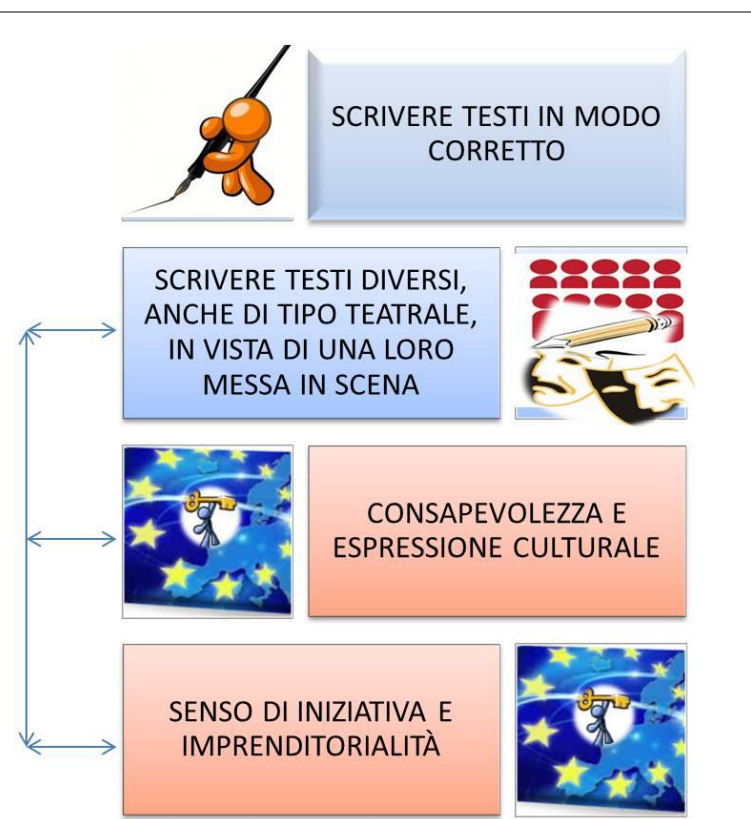 SCRIVERE TESTI IN MODO
CORRETTO
SCRIVERE TESTI DIVERSI,
ANCHE DI TIPO TEATRALE,
IN VISTA DI UNA LORO
MESSA IN SCENA
CONSAPEVOLEZZA E
ESPRESSIONE CULTURALE
SENSO DI INIZIATIVA E
IMPRENDITORIALITÀ